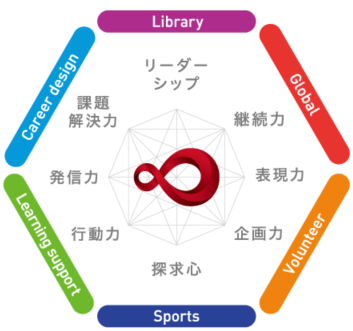 Library
Career design
Global
リーダー
シップ
課題
解決力
継続力
発信力
表現力
行動力
企画力
探求心
Learning support
Volunteer
Sports